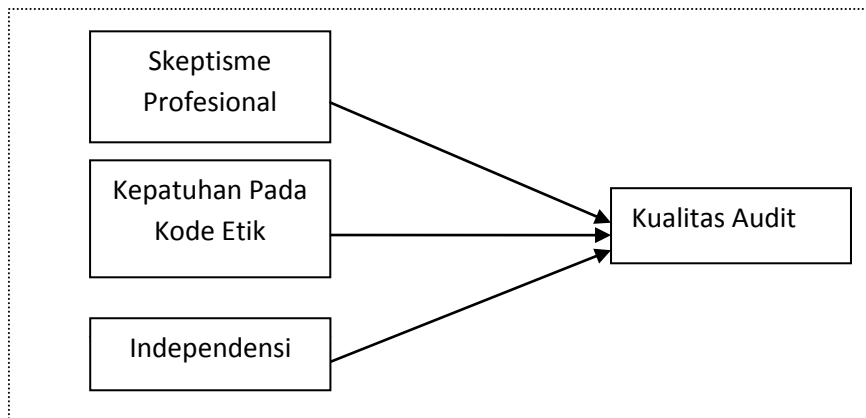 Skeptisme
Profesional
Kepatuhan Pada
Kode Etik
Kualitas Audit
Independensi